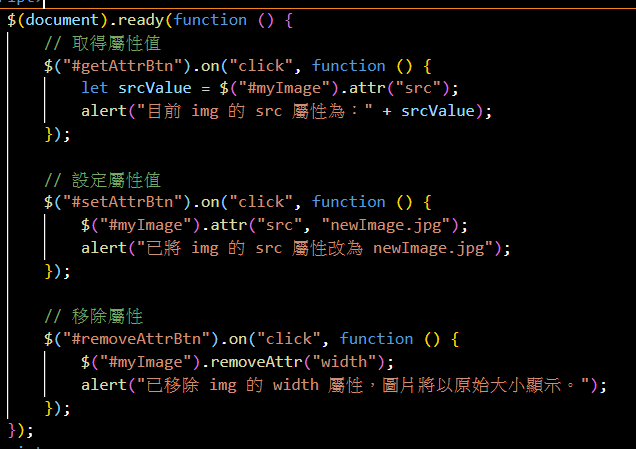 $(document).ready(function () {
// 取得屬性值
$("#getAttrBtn").on("click", function () {
let srcValue = $("#myImage").attr("src");
alert("目前 img 的 src 屬性為：" + srcValue);
});
// 設定屬性值
$("#setAttrBtn").on("click", function () {
$("#myImage").attr("src", "newImage.jpg");
alert("已將 img 的 src 屬性改為 newImage.jpg");
});
// 移除屬性
$("#removeAttrBtn").on("click", function () {
$("#myImage").removeAttr("width");
alert("已移除 img 的 width 屬性，圖片將以原始大小顯示。");
});
});